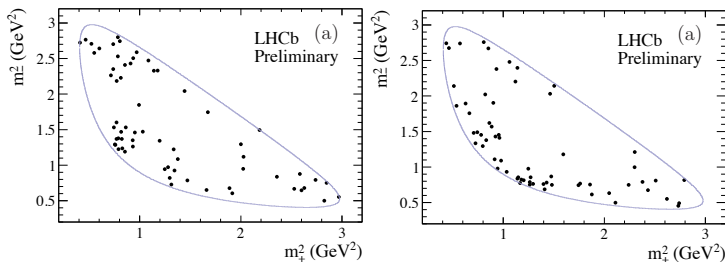 m²₋ (GeV²)
3
2.5
2
1.5
1
0.5
LHCb (a)
Preliminary
1 2 3
m²₊ (GeV²)
m²₋ (GeV²)
3
2.5
2
1.5
1
0.5
LHCb (a)
Preliminary
1 2 3
m²₊ (GeV²)